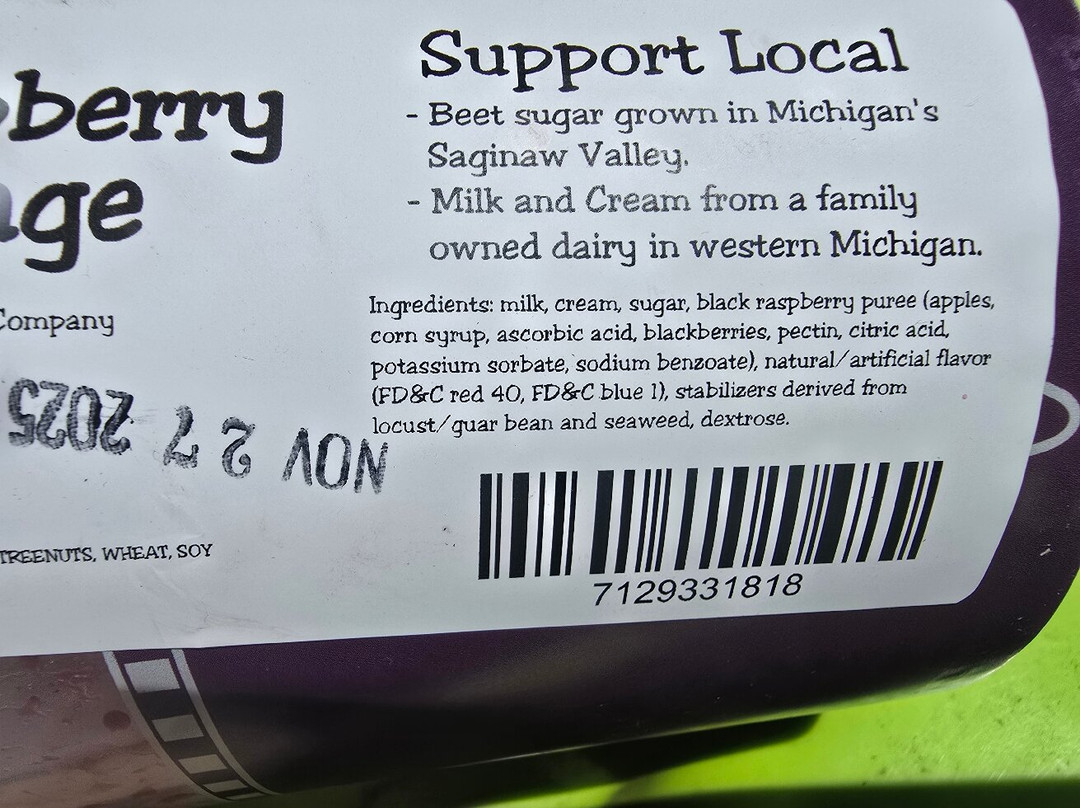 berry
ge
Company
2025
NOV 27
TREENUTS, WHEAT, SOY
Support Local
- Beet sugar grown in Michigan's
Saginaw Valley.
- Milk and Cream from a family
owned dairy in western Michigan.
Ingredients: milk, cream, sugar, black raspberry puree (apples,
corn syrup, ascorbic acid, blackberries, pectin, citric acid,
potassium sorbate, sodium benzoate), natural/artificial flavor
(FD&C red 40, FD&C blue 1), stabilizers derived from
locust/guar bean and seaweed, dextrose.
7129331818